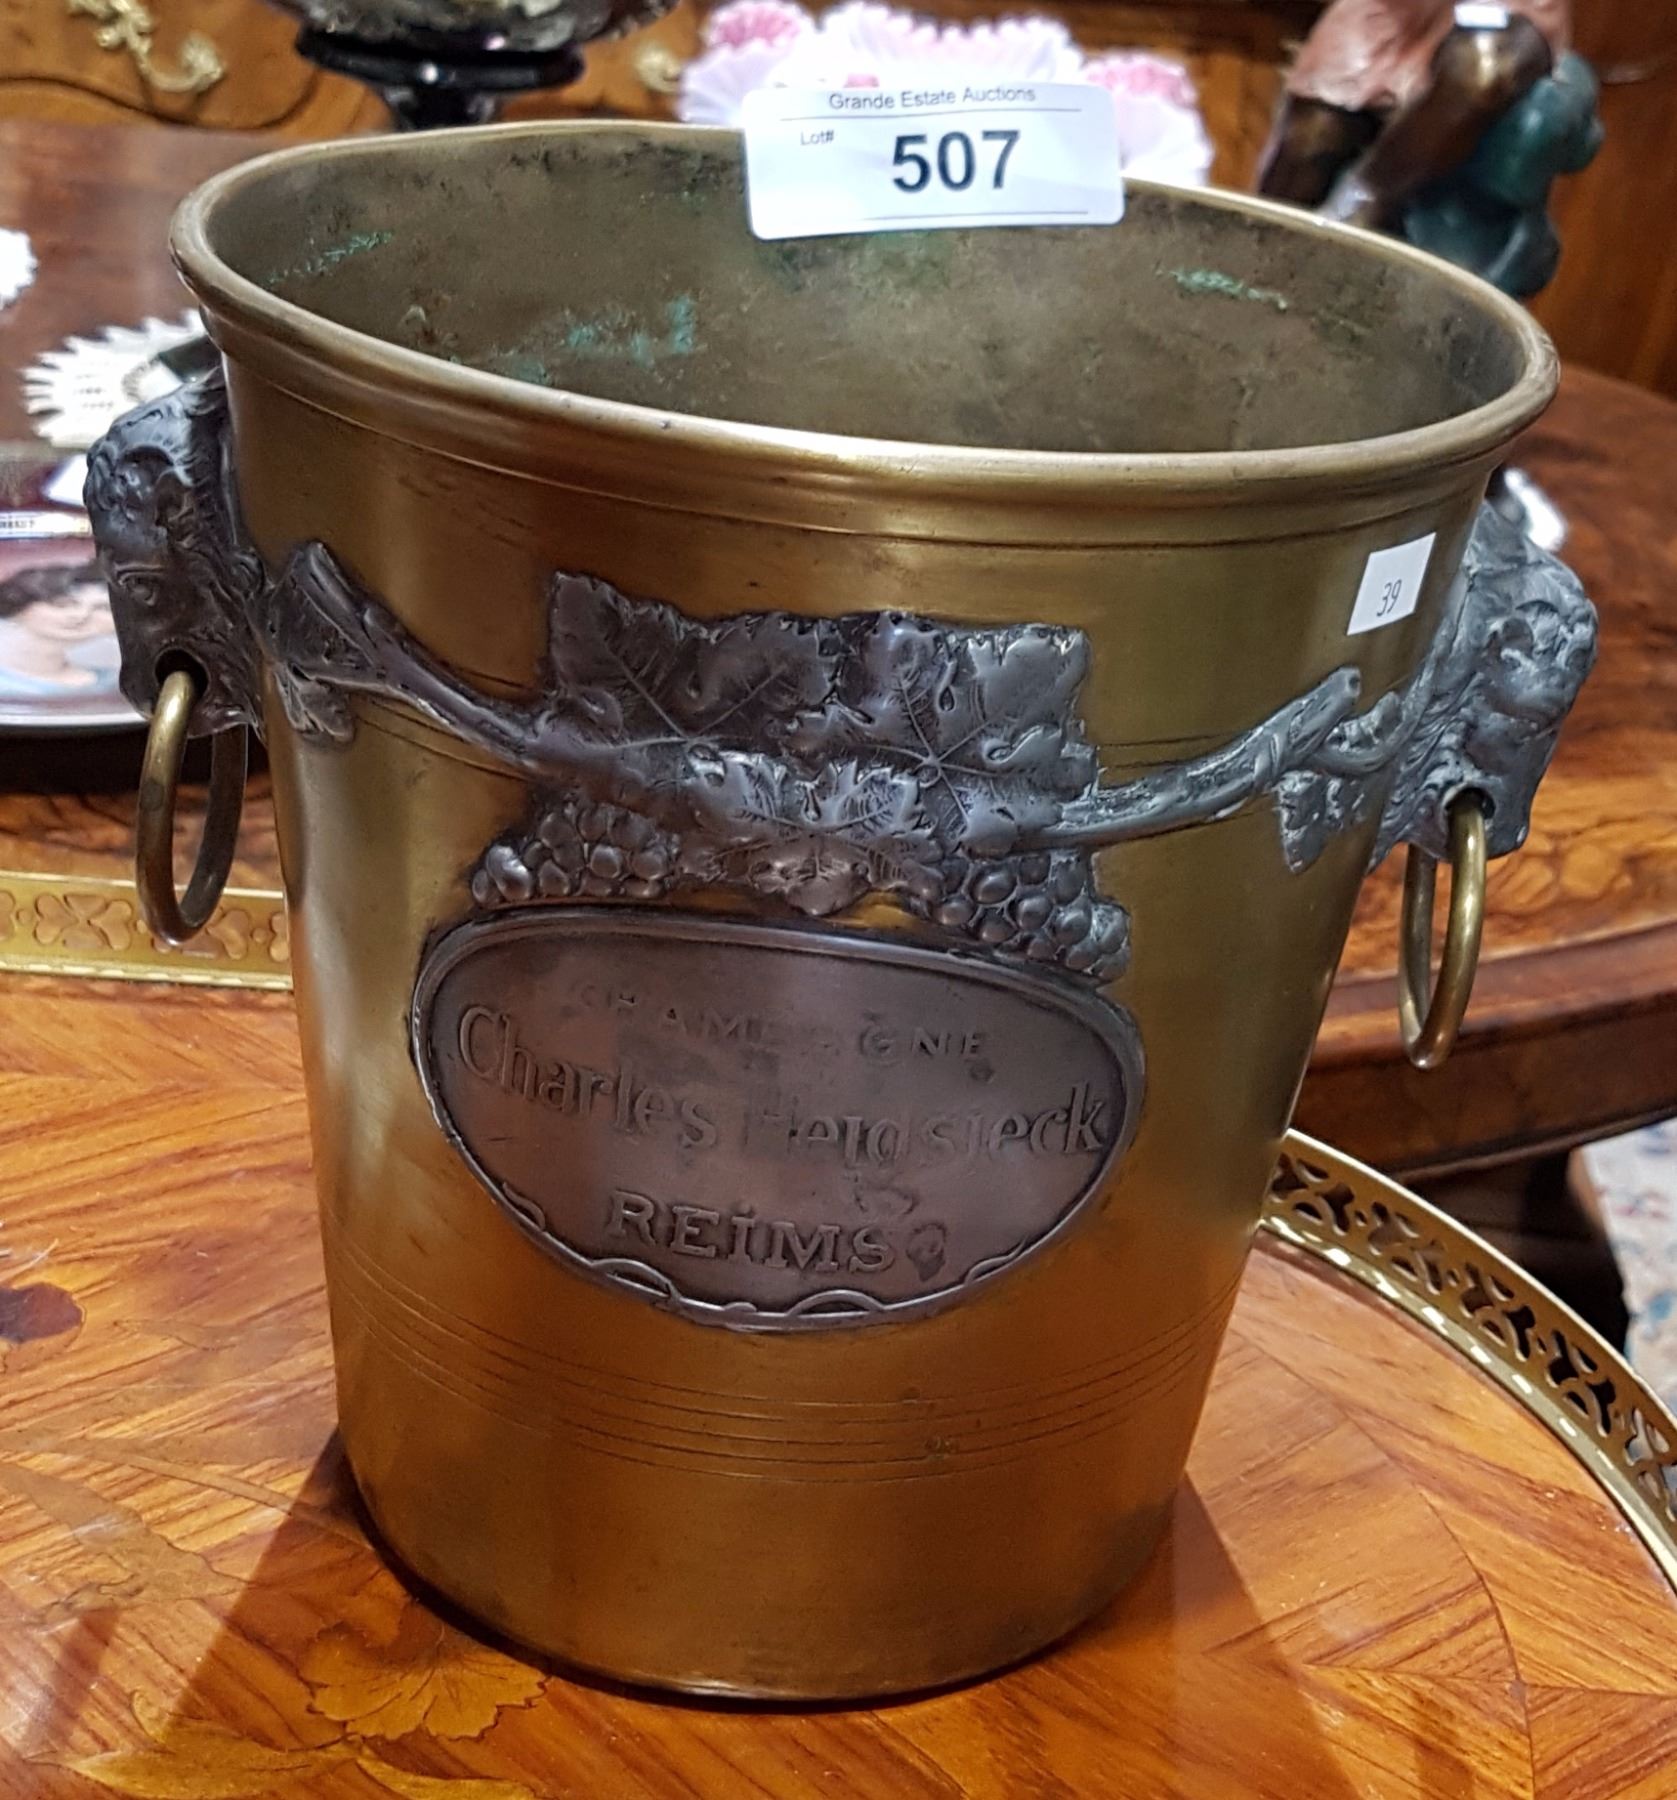 Grande Estate Auctions
Lot# 507
39
CHAMPAGNE
Charles Heidsieck
REIMS